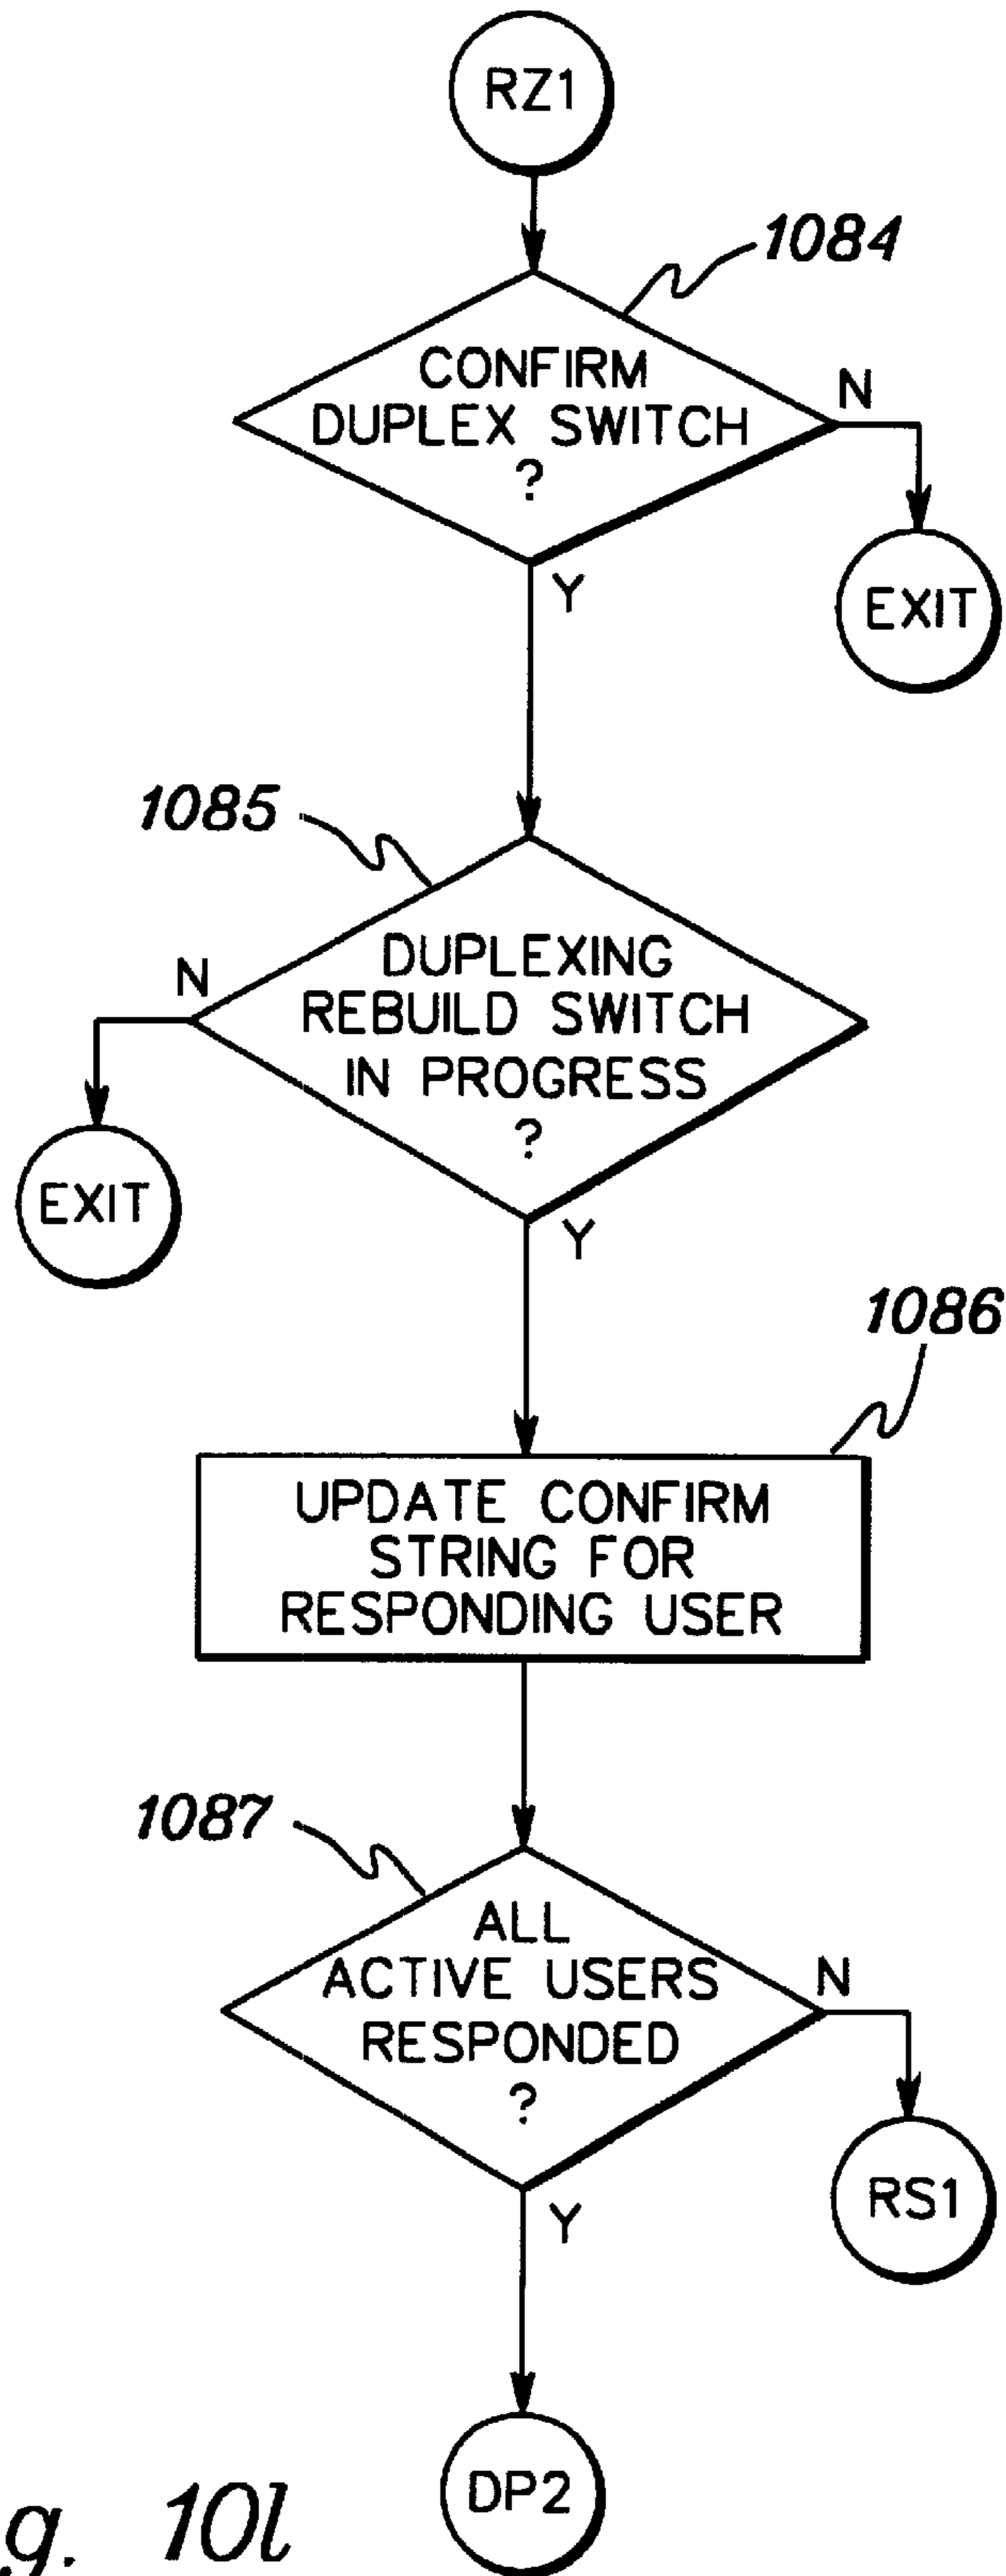 RZ1
1084
CONFIRM
DUPLEX SWITCH
?
N
Y
EXIT
1085
DUPLEXING
REBUILD SWITCH
IN PROGRESS
?
N
EXIT
Y
1086
UPDATE CONFIRM
STRING FOR
RESPONDING USER
1087
ALL
ACTIVE USERS
RESPONDED
?
N
RS1
Y
DP2
g. 10l